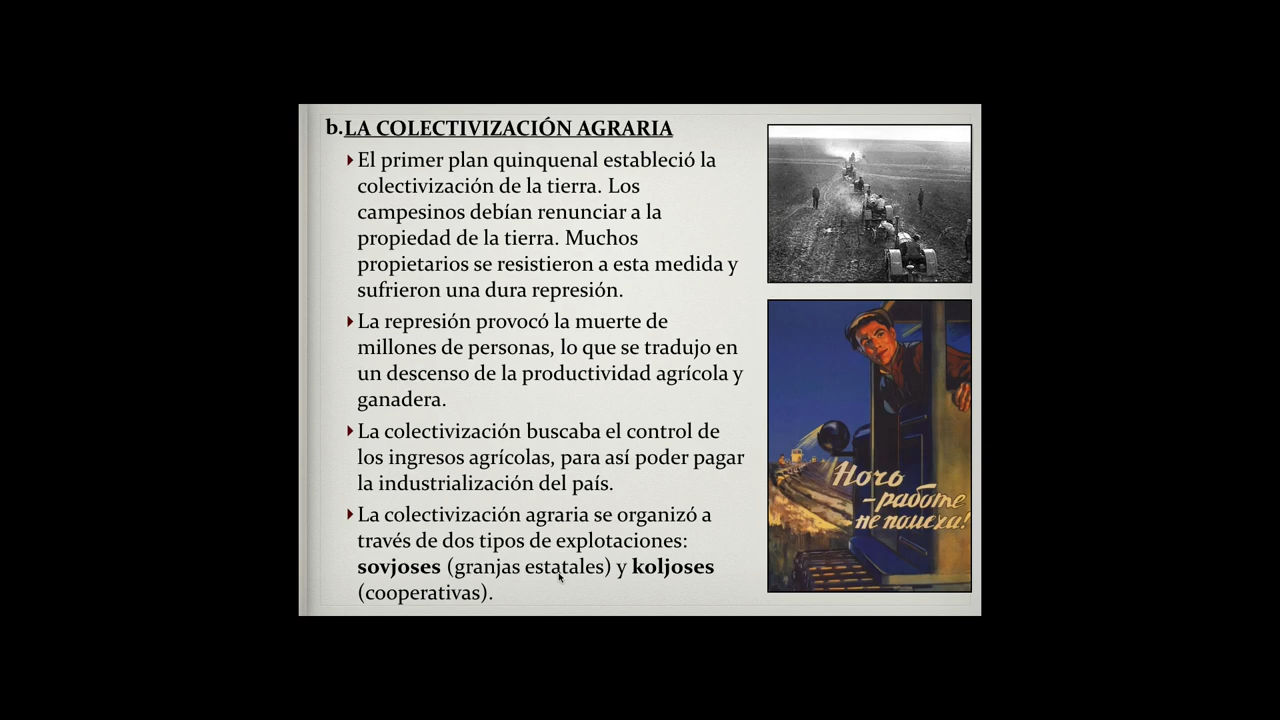 b. LA COLECTIVIZACIÓN AGRARIA
El primer plan quinquenal estableció la
colectivización de la tierra. Los
campesinos debían renunciar a la
propiedad de la tierra. Muchos
propietarios se resistieron a esta medida y
sufrieron una dura represión.
La represión provocó la muerte de
millones de personas, lo que se tradujo en
un descenso de la productividad agrícola y
ganadera.
La colectivización buscaba el control de
los ingresos agrícolas, para así poder pagar
la industrialización del país.
La colectivización agraria se organizó a
través de dos tipos de explotaciones:
sovjoses (granjas estatales) y koljoses
(cooperativas).
Ночь
-работе
не помеха!